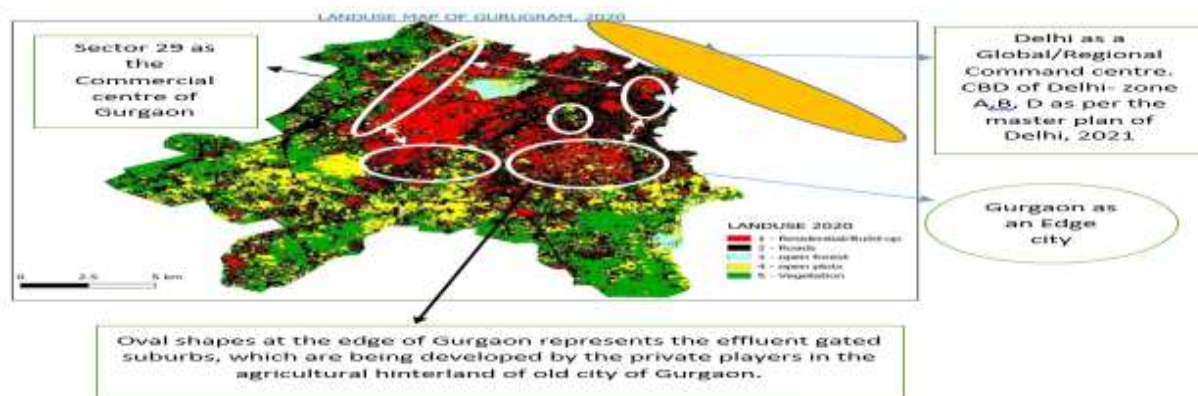 LANDUSE MAP OF GURUGRAM, 2020
Sector 29 as
the
Commercial
centre of
Gurgaon
Delhi as a
Global/Regional
Command centre.
CBD of Delhi- zone
A,B, D as per the
master plan of
Delhi, 2021
Gurgaon as
an Edge
city
LANDUSE 2020
1 - Residential/Build-up
2 - Roads
3 - open forest
4 - open plots
5 - Vegetation
0 2.5 5 km
Oval shapes at the edge of Gurgaon represents the effluent gated
suburbs, which are being developed by the private players in the
agricultural hinterland of old city of Gurgaon.